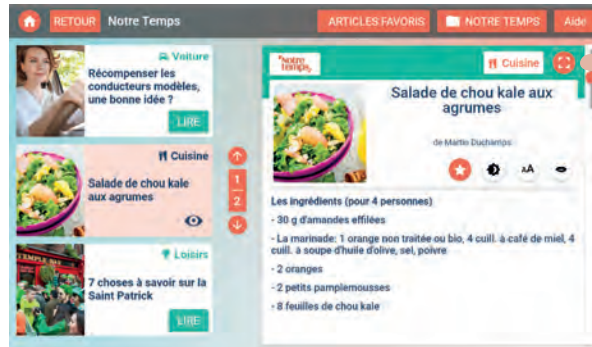 RETOUR
Notre Temps
ARTICLES FAVORIS
NOTRE TEMPS
Aide
Voiture
Récompenser les
conducteurs modèles,
une bonne idée ?
LIRE
Cuisine
Salade de chou kale
aux agrumes
Loisirs
7 choses à savoir sur la
Saint Patrick
LIRE
1
2
Notre
Temps
Cuisine
Salade de chou kale aux
agrumes
de Martin Duchamps
AA
Les ingrédients (pour 4 personnes)
- 30 g d'amandes effilées
- La marinade: 1 orange non traitée ou bio, 4 cuill. à café de miel, 4
cuill. à soupe d'huile d'olive, sel, poivre
- 2 oranges
- 2 petits pamplemousses
- 8 feuilles de chou kale